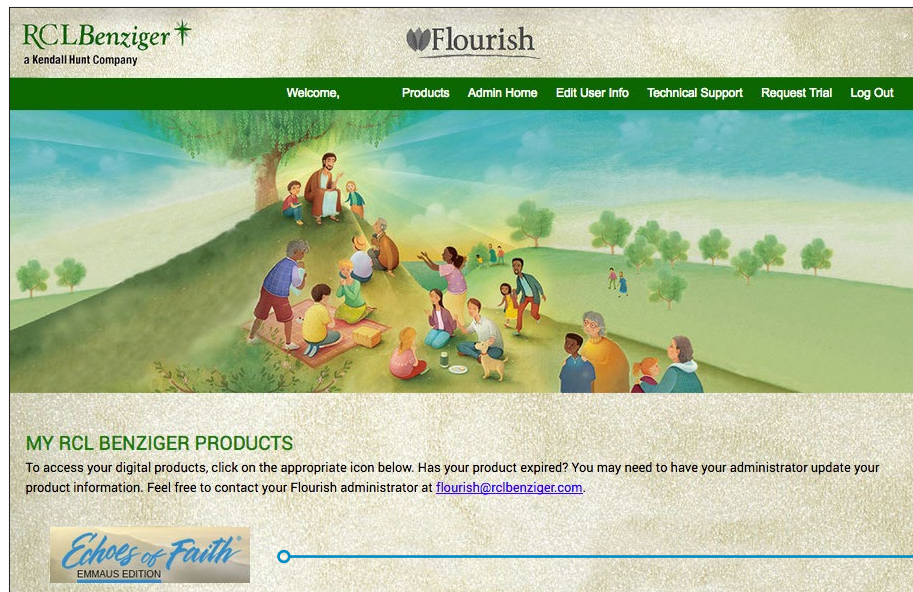 RCLBenziger
a Kendall Hunt Company
Flourish
Welcome, Products Admin Home Edit User Info Technical Support Request Trial Log Out
MY RCL BENZIGER PRODUCTS
To access your digital products, click on the appropriate icon below. Has your product expired? You may need to have your administrator update your
product information. Feel free to contact your Flourish administrator at flourish@rclbenziger.com.
Echoes of Faith®
EMMAUS EDITION